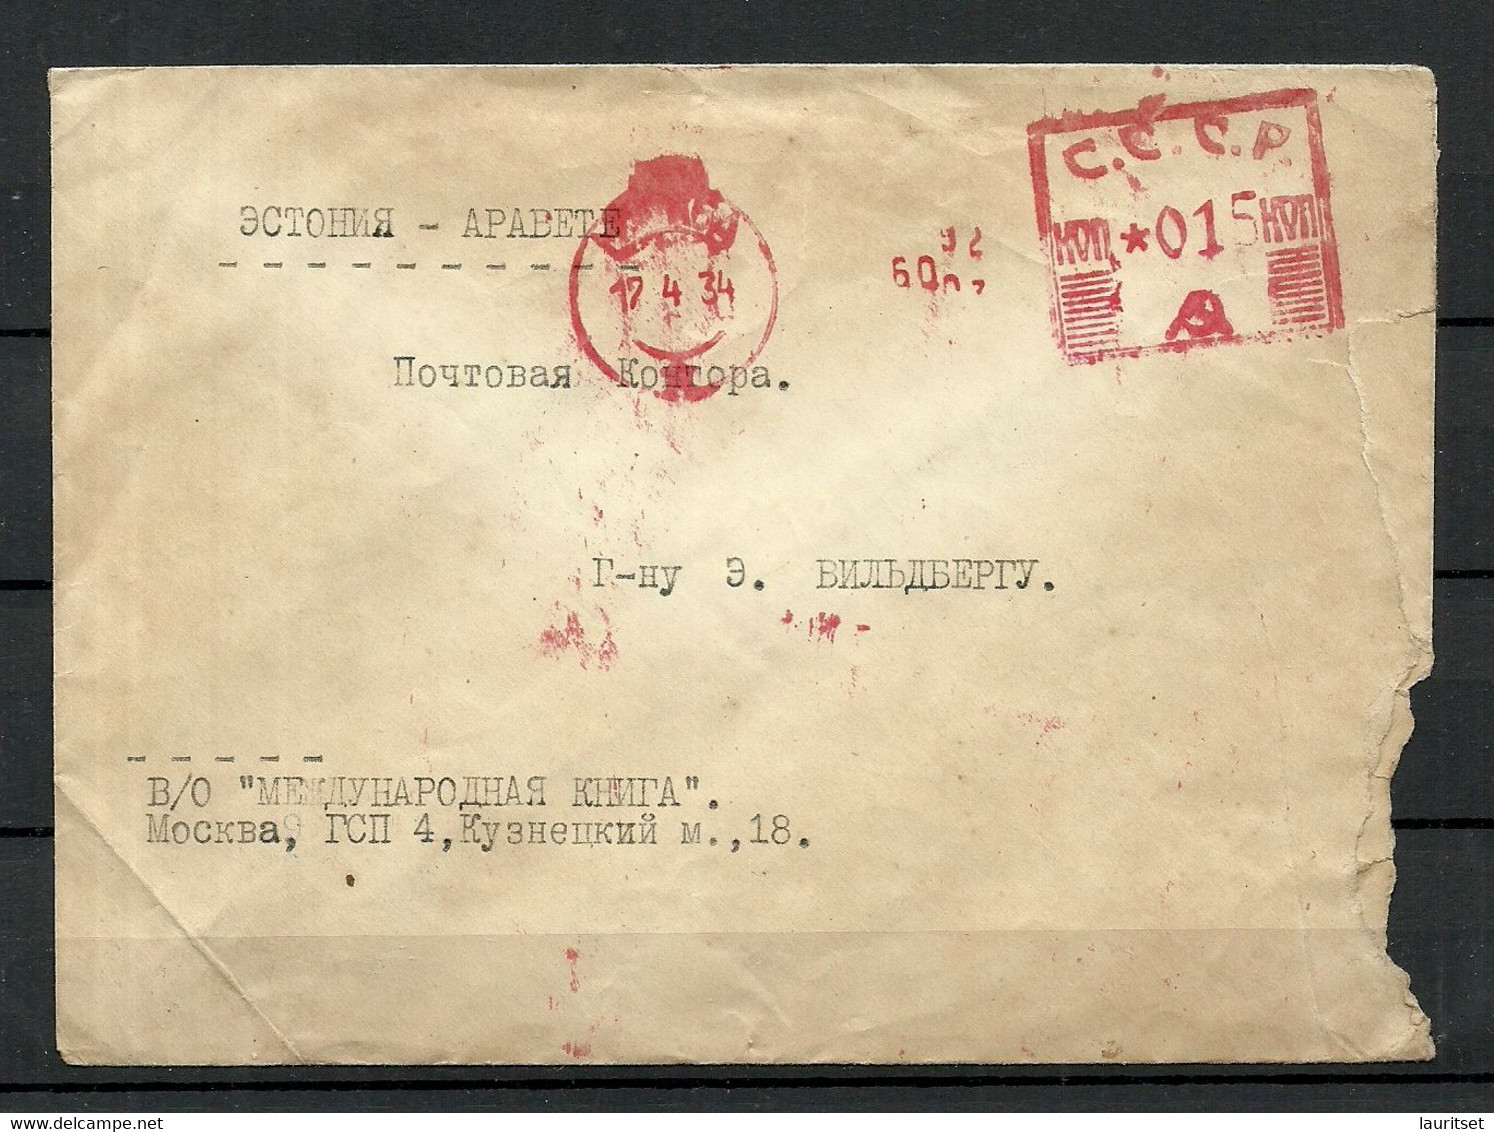 С.С.С.Р.
ЭСТОНИЯ - АРАВЕТЕ
КОП *015 КОП
17 4 34
Почтовая Контора.
Г-ну Э. ВИЛЬДБЕРГУ.
В/О "МЕЖДУНАРОДНАЯ КНИГА".
Москва, ГСП 4,Кузнецкий м.,18.
lauritset